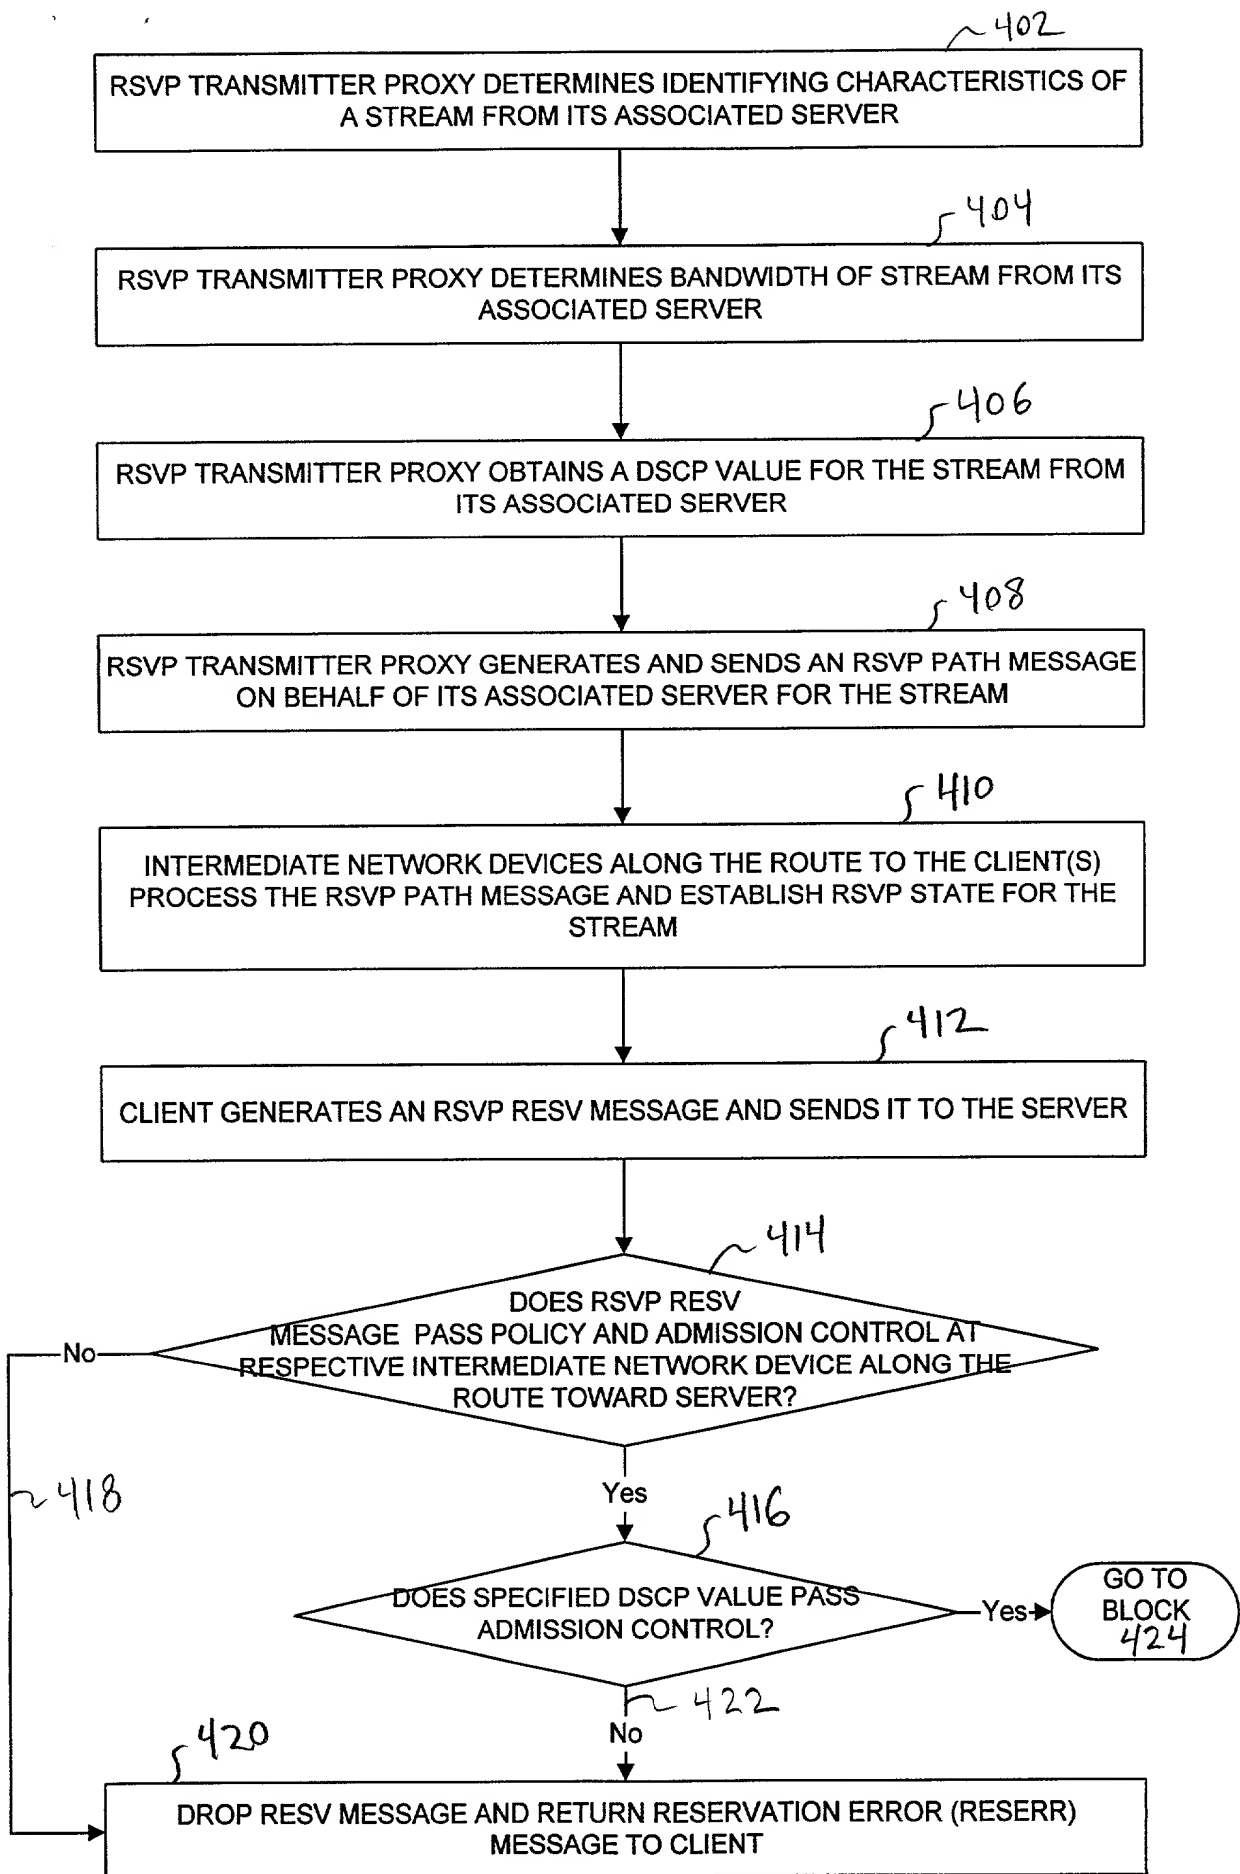 402
RSVP TRANSMITTER PROXY DETERMINES IDENTIFYING CHARACTERISTICS OF
A STREAM FROM ITS ASSOCIATED SERVER
404
RSVP TRANSMITTER PROXY DETERMINES BANDWIDTH OF STREAM FROM ITS
ASSOCIATED SERVER
406
RSVP TRANSMITTER PROXY OBTAINS A DSCP VALUE FOR THE STREAM FROM
ITS ASSOCIATED SERVER
408
RSVP TRANSMITTER PROXY GENERATES AND SENDS AN RSVP PATH MESSAGE
ON BEHALF OF ITS ASSOCIATED SERVER FOR THE STREAM
410
INTERMEDIATE NETWORK DEVICES ALONG THE ROUTE TO THE CLIENT(S)
PROCESS THE RSVP PATH MESSAGE AND ESTABLISH RSVP STATE FOR THE
STREAM
412
CLIENT GENERATES AN RSVP RESV MESSAGE AND SENDS IT TO THE SERVER
414
DOES RSVP RESV
MESSAGE PASS POLICY AND ADMISSION CONTROL AT
RESPECTIVE INTERMEDIATE NETWORK DEVICE ALONG THE
ROUTE TOWARD SERVER?
No
418
Yes
416
DOES SPECIFIED DSCP VALUE PASS
ADMISSION CONTROL?
Yes
GO TO
BLOCK
424
422
No
420
DROP RESV MESSAGE AND RETURN RESERVATION ERROR (RESERR)
MESSAGE TO CLIENT